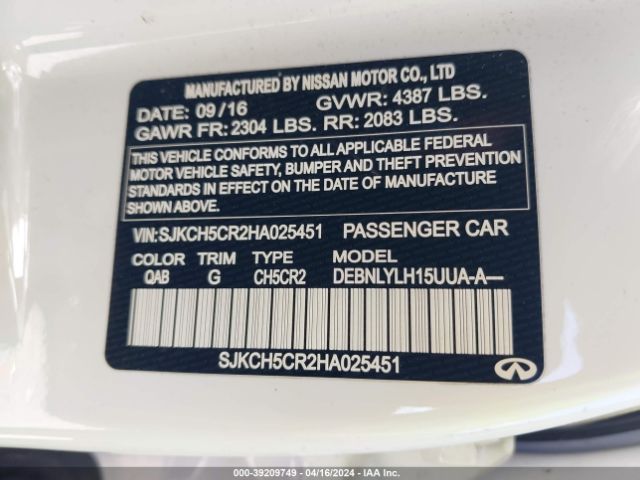 MANUFACTURED BY NISSAN MOTOR CO., LTD
DATE: 09/16 GVWR: 4387 LBS.
GAWR FR: 2304 LBS. RR: 2083 LBS.
THIS VEHICLE CONFORMS TO ALL APPLICABLE FEDERAL
MOTOR VEHICLE SAFETY, BUMPER AND THEFT PREVENTION
STANDARDS IN EFFECT ON THE DATE OF MANUFACTURE
SHOWN ABOVE.
VIN:SJKCH5CR2HA025451 PASSENGER CAR
COLOR TRIM TYPE MODEL
QAB G CH5CR2 DEBNLYLH15UUA-A—
SJKCH5CR2HA025451
000-39209749 - 04/16/2024 - IAA Inc.